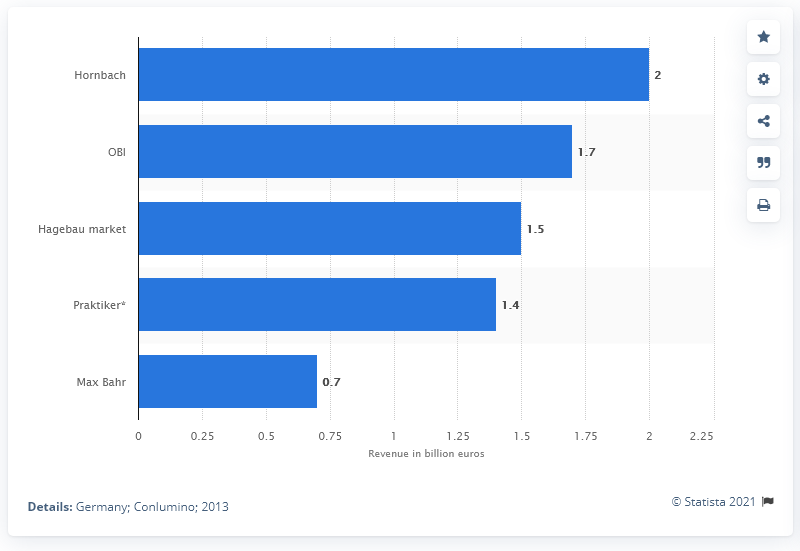 Hornbach
2
OBI
1.7
Hagebau market
1.5
Praktiker*
1.4
Max Bahr
0.7
0 0.25 0.5 0.75 1 1.25 1.5 1.75 2 2.25
Revenue in billion euros
Details: Germany; Conlumino; 2013
© Statista 2021